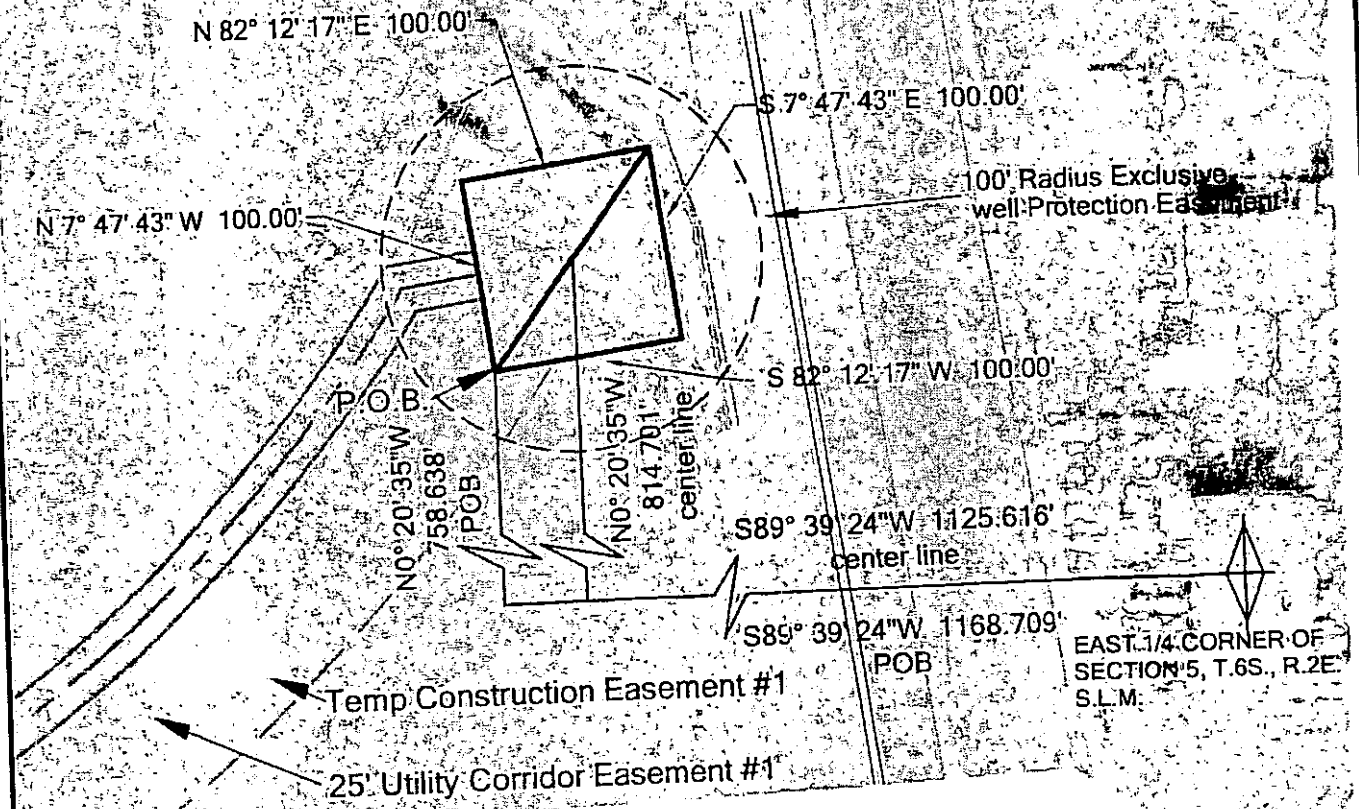 N 82° 12' 17" E 100.00'
S 7° 47' 43" E 100.00'
100' Radius Exclusive
well Protection Easement
N 7° 47' 43" W 100.00'
S 82° 12' 17" W 100.00'
P O B
N0° 20' 35"W
758.638'
POB
N0° 20' 35"W
814.701'
center line
S89° 39' 24"W 1125.616'
center line
S89° 39' 24"W 1168.709'
POB
EAST 1/4 CORNER OF
SECTION 5, T.6S., R.2E.
S.L.M.
Temp Construction Easement #1
25' Utility Corridor Easement #1